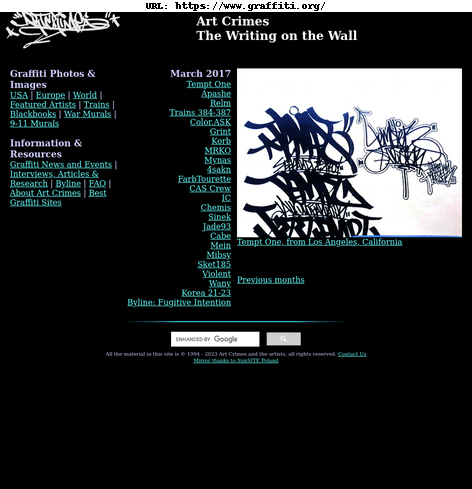 URL: https://www.graffiti.org/
Art Crimes
The Writing on the Wall
Graffiti Photos &
Images
USA | Europe | World |
Featured Artists | Trains |
Blackbooks | War Murals |
9-11 Murals
Information &
Resources
Graffiti News and Events |
Interviews, Articles &
Research | Byline | FAQ |
About Art Crimes | Best
Graffiti Sites
March 2017
Tempt One
Apashe
Relm
Trains 384-387
Color.ASK
Grint
Korb
MRKO
Mynas
4sakn
FarbTourette
CAS Crew
IC
Chemis
Sinek
Jade93
Cabe
Mein
Mibsy
Sket185
Violent
Wany
Korea 21-23
Byline: Fugitive Intention
Tempt One, from Los Angeles, California
Previous months
ENHANCED BY Google
All the material in this site is © 1994 - 2023 Art Crimes and the artists, all rights reserved. Contact Us
Mirror thanks to SunSITE Poland